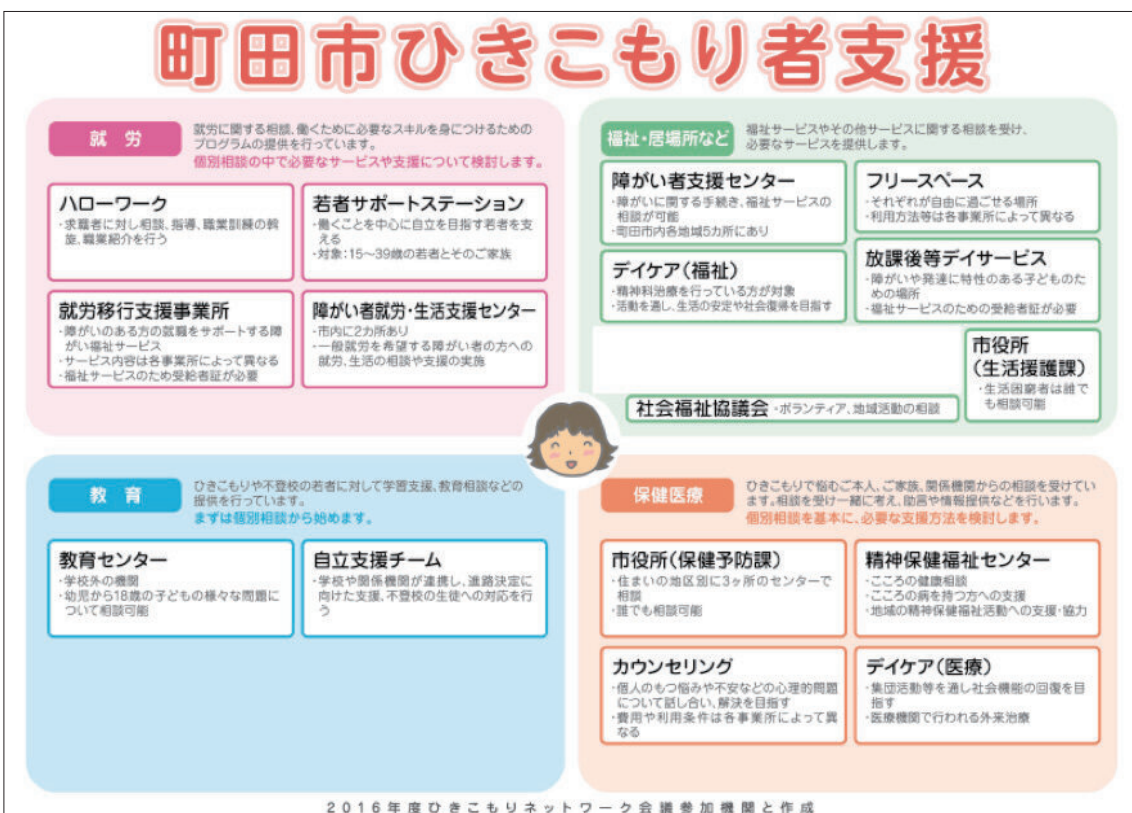 町田市ひきこもり者支援
就労
就労に関する相談、働くために必要なスキルを身につけるための
プログラムの提供を行っています。
個別相談の中で必要なサービスや支援について検討します。
ハローワーク
・求職者に対し相談、指導、職業訓練の斡
旋、職業紹介を行う
若者サポートステーション
・働くことを中心に自立を目指す若者を支
える
・対象：15～39歳の若者とそのご家族
就労移行支援事業所
・障がいのある方の就職をサポートする障
がい福祉サービス
・サービス内容は各事業所によって異なる
・福祉サービスのため受給者証が必要
障がい者就労・生活支援センター
・市内に2カ所あり
・一般就労を希望する障がい者の方への
就労、生活の相談や支援の実施
福祉・居場所など
福祉サービスやその他サービスに関する相談を受け、
必要なサービスを提供します。
障がい者支援センター
・障がいに関する手続き、福祉サービスの
相談が可能
・町田市内各地域5カ所にあり
フリースペース
・それぞれが自由に過ごせる場所
・利用方法等は各事業所によって異なる
デイケア（福祉）
・精神科治療を行っている方が対象
・活動を通し、生活の安定や社会復帰を目指す
放課後等デイサービス
・障がいや発達に特性のある子どものた
めの場所
・福祉サービスのための受給者証が必要
市役所
（生活援護課）
・生活困窮者は誰で
も相談可能
社会福祉協議会 ・ボランティア、地域活動の相談
教育
ひきこもりや不登校の若者に対して学習支援、教育相談などの
提供を行っています。
まずは個別相談から始めます。
教育センター
・学校外の機関
・幼児から18歳の子どもの様々な問題に
ついて相談可能
自立支援チーム
・学校や関係機関が連携し、進路決定に
向けた支援、不登校の生徒への対応を行
う
保健医療
ひきこもりで悩むご本人、ご家族、関係機関からの相談を受けてい
ます。相談を受け一緒に考え、助言や情報提供などを行います。
個別相談を基本に、必要な支援方法を検討します。
市役所（保健予防課）
・住まいの地区別に3ヶ所のセンターで
相談
・誰でも相談可能
精神保健福祉センター
・こころの健康相談
・こころの病を持つ方への支援
・地域の精神保健福祉活動への支援・協力
カウンセリング
・個人のもつ悩みや不安などの心理的問題
について話し合い、解決を目指す
・費用や利用条件は各事業所によって異
なる
デイケア（医療）
・集団活動等を通し社会機能の回復を目
指す
・医療機関で行われる外来治療
2016年度ひきこもりネットワーク会議参加機関と作成